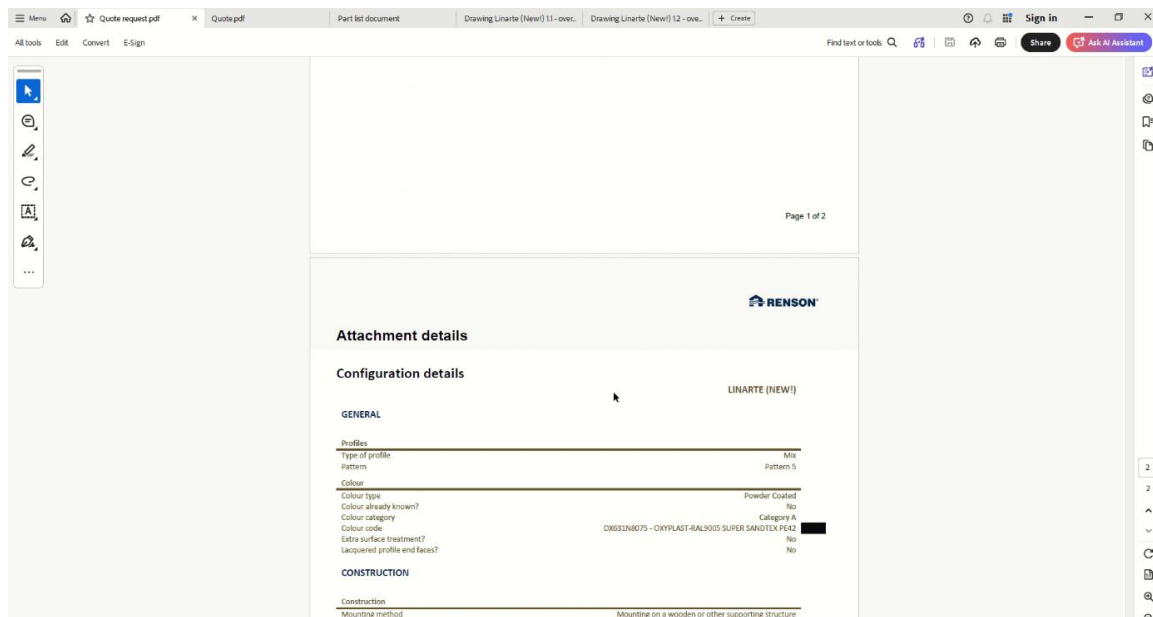 Menu Quote request.pdf × Quote.pdf Part list document Drawing Linarte (New!) 1.1 - over... Drawing Linarte (New!) 1.2 - ove... + Create Sign in
All tools Edit Convert E-Sign Find text or tools Share Ask AI Assistant
Page 1 of 2
RENSON
Attachment details
Configuration details
LINARTE (NEW!)
GENERAL
Profiles
Type of profile Mix
Pattern Pattern 5
Colour
Colour type Powder Coated
Colour already known? No
Colour category Category A
Colour code DX631N8075 - OXYPLAST-RAL9005 SUPER SANDTEX PE42
Extra surface treatment? No
Lacquered profile end faces? No
CONSTRUCTION
Construction
Mounting method Mounting on a wooden or other supporting structure
2
2